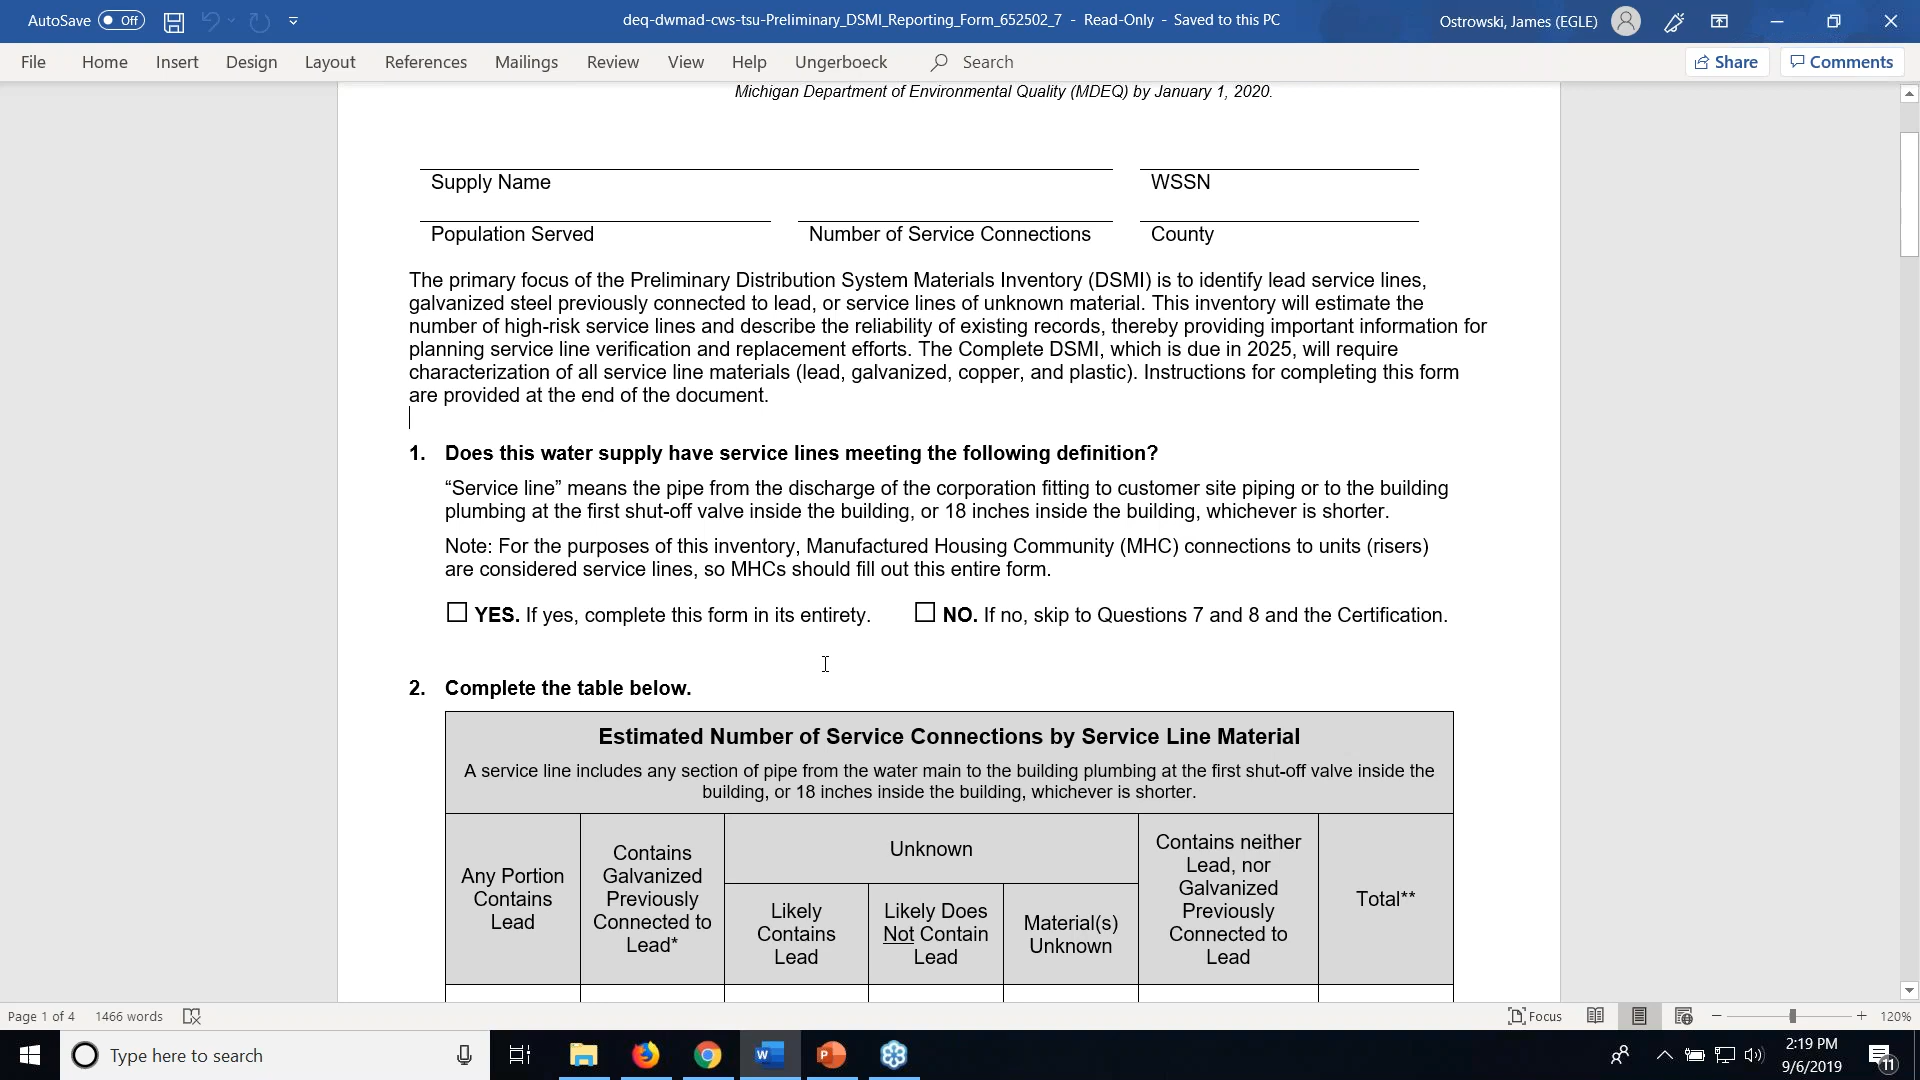 AutoSave Off deq-dwmad-cws-tsu-Preliminary_DSMI_Reporting_Form_652502_7 - Read-Only - Saved to this PC Ostrowski, James (EGLE)
File Home Insert Design Layout References Mailings Review View Help Ungerboeck Search Share Comments
Michigan Department of Environmental Quality (MDEQ) by January 1, 2020.
Supply Name WSSN
Population Served Number of Service Connections County
The primary focus of the Preliminary Distribution System Materials Inventory (DSMI) is to identify lead service lines,
galvanized steel previously connected to lead, or service lines of unknown material. This inventory will estimate the
number of high-risk service lines and describe the reliability of existing records, thereby providing important information for
planning service line verification and replacement efforts. The Complete DSMI, which is due in 2025, will require
characterization of all service line materials (lead, galvanized, copper, and plastic). Instructions for completing this form
are provided at the end of the document.
1. Does this water supply have service lines meeting the following definition?
“Service line” means the pipe from the discharge of the corporation fitting to customer site piping or to the building
plumbing at the first shut-off valve inside the building, or 18 inches inside the building, whichever is shorter.
Note: For the purposes of this inventory, Manufactured Housing Community (MHC) connections to units (risers)
are considered service lines, so MHCs should fill out this entire form.
☐ YES. If yes, complete this form in its entirety. ☐ NO. If no, skip to Questions 7 and 8 and the Certification.
2. Complete the table below.
Estimated Number of Service Connections by Service Line Material
A service line includes any section of pipe from the water main to the building plumbing at the first shut-off valve inside the
building, or 18 inches inside the building, whichever is shorter.
Any Portion
Contains
Lead
Contains
Galvanized
Previously
Connected to
Lead*
Unknown
Likely
Contains
Lead
Likely Does
Not Contain
Lead
Material(s)
Unknown
Contains neither
Lead, nor
Galvanized
Previously
Connected to
Lead
Total**
Page 1 of 4 1466 words Focus 120%
Type here to search
2:19 PM
9/6/2019
11